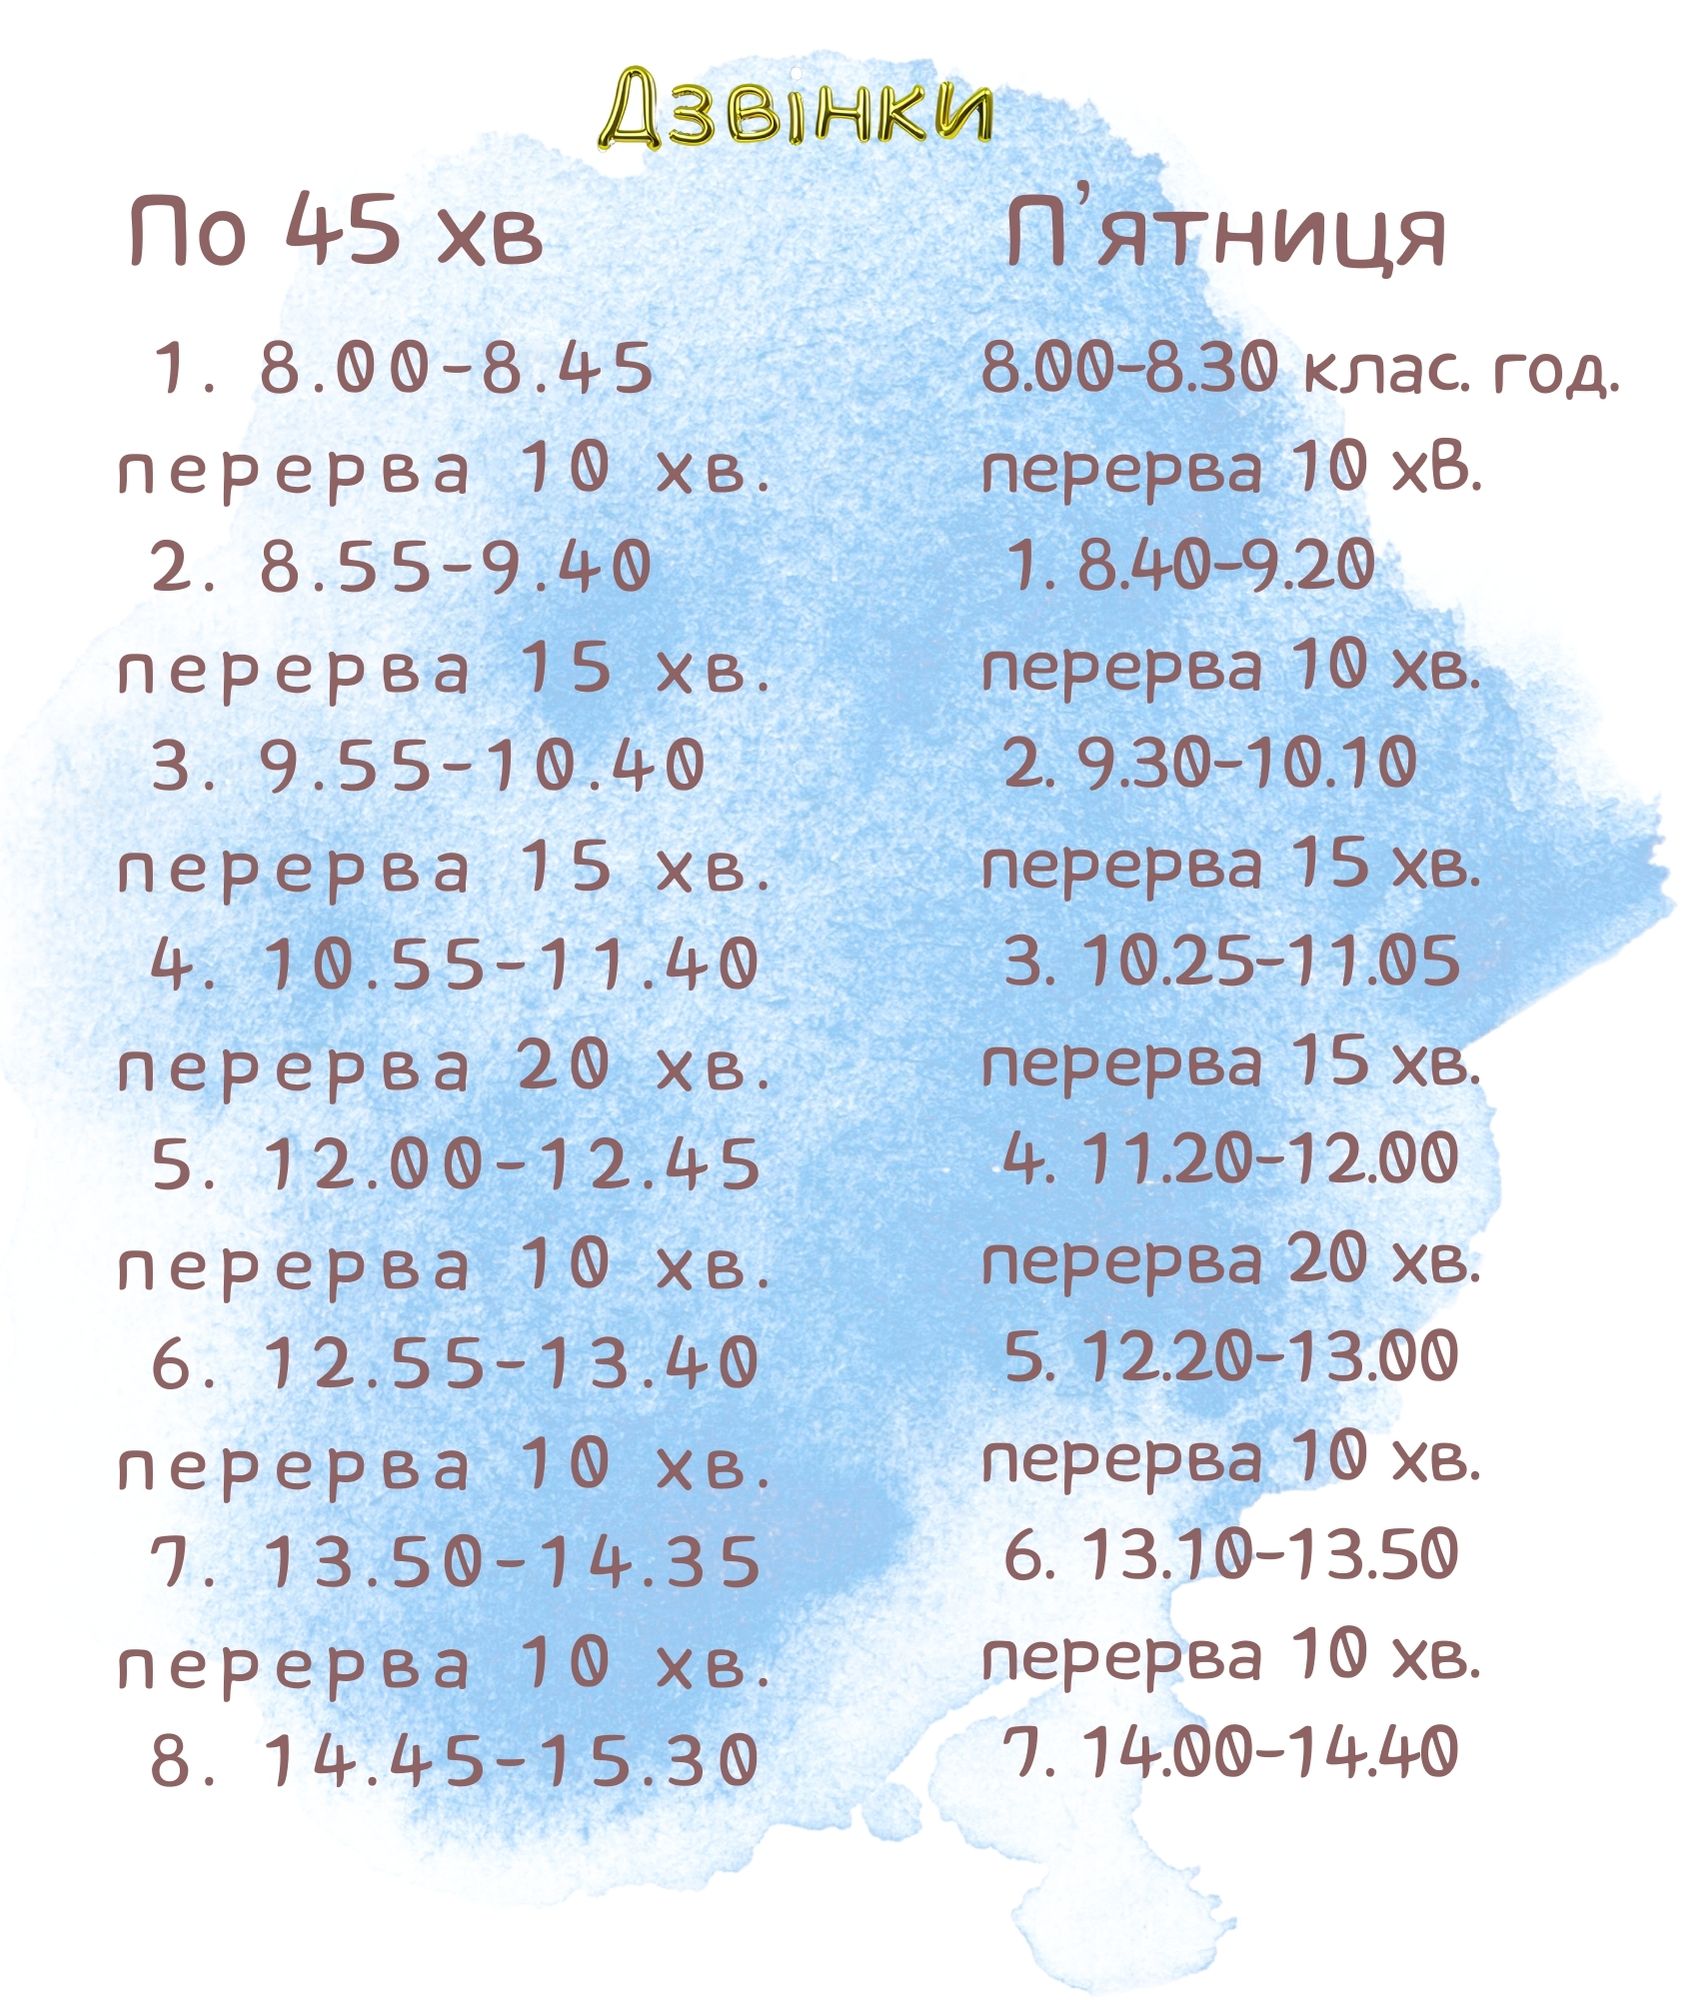 Дзвінки
По 45 хв
1. 8.00-8.45
перерва 10 хв.
2. 8.55-9.40
перерва 15 хв.
3. 9.55-10.40
перерва 15 хв.
4. 10.55-11.40
перерва 20 хв.
5. 12.00-12.45
перерва 10 хв.
6. 12.55-13.40
перерва 10 хв.
7. 13.50-14.35
перерва 10 хв.
8. 14.45-15.30
П’ятниця
8.00-8.30 клас. год.
перерва 10 хВ.
1. 8.40-9.20
перерва 10 хв.
2. 9.30-10.10
перерва 15 хв.
3. 10.25-11.05
перерва 15 хв.
4. 11.20-12.00
перерва 20 хв.
5. 12.20-13.00
перерва 10 хв.
6. 13.10-13.50
перерва 10 хв.
7. 14.00-14.40